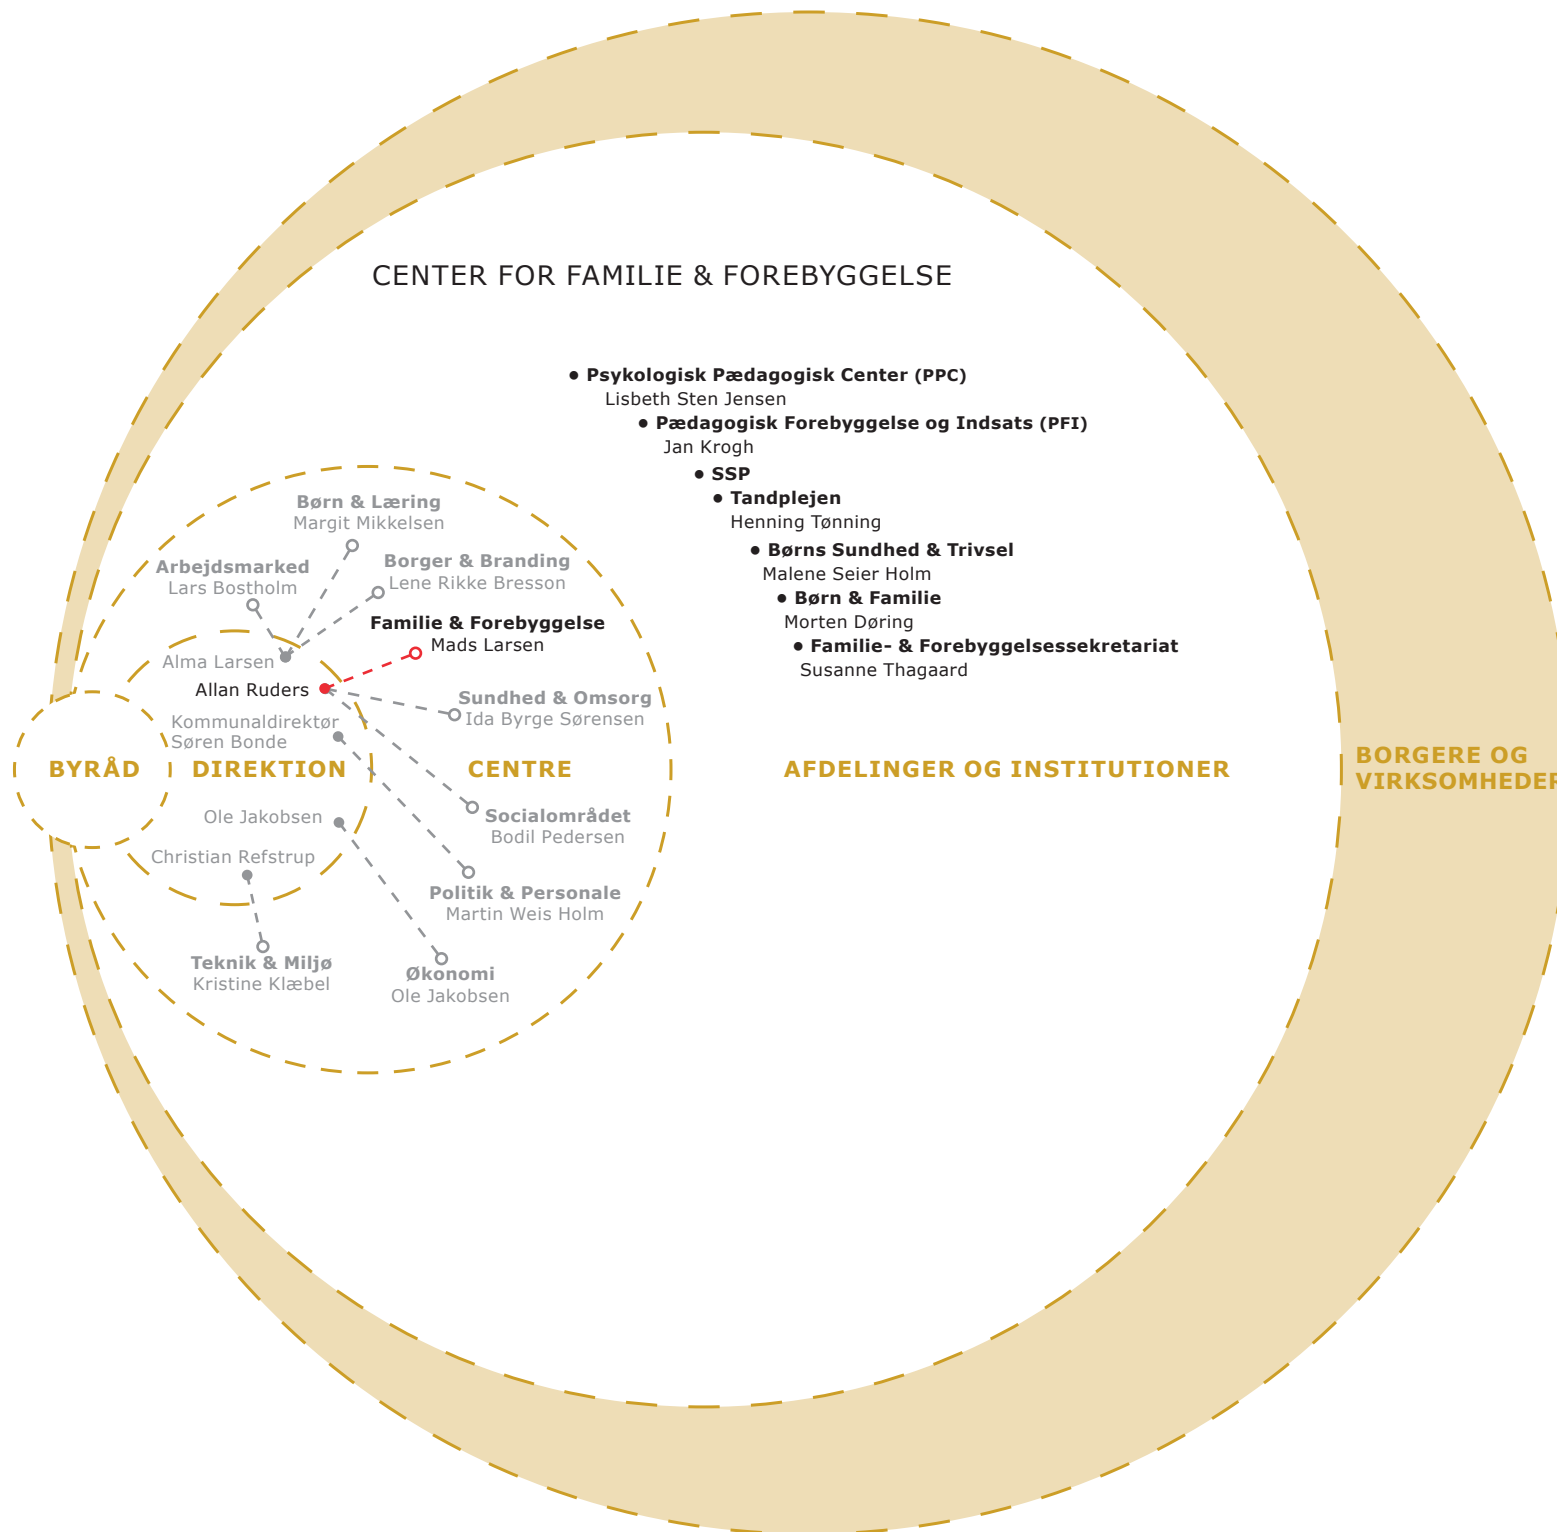 CENTER FOR FAMILIE & FOREBYGGELSE
• Psykologisk Pædagogisk Center (PPC)
Lisbeth Sten Jensen
• Pædagogisk Forebyggelse og Indsats (PFI)
Jan Krogh
• SSP
• Tandplejen
Henning Tønning
• Børns Sundhed & Trivsel
Malene Seier Holm
• Børn & Familie
Morten Døring
• Familie- & Forebyggelsessekretariat
Susanne Thagaard
Børn & Læring
Margit Mikkelsen
Arbejdsmarked
Lars Bostholm
Borger & Branding
Lene Rikke Bresson
Familie & Forebyggelse
Mads Larsen
Alma Larsen
Allan Ruders
Sundhed & Omsorg
Ida Byrge Sørensen
Kommunaldirektør
Søren Bonde
BYRÅD
DIREKTION
CENTRE
AFDELINGER OG INSTITUTIONER
BORGERE OG
VIRKSOMHEDER
Ole Jakobsen
Socialområdet
Bodil Pedersen
Christian Refstrup
Politik & Personale
Martin Weis Holm
Teknik & Miljø
Kristine Klæbel
Økonomi
Ole Jakobsen